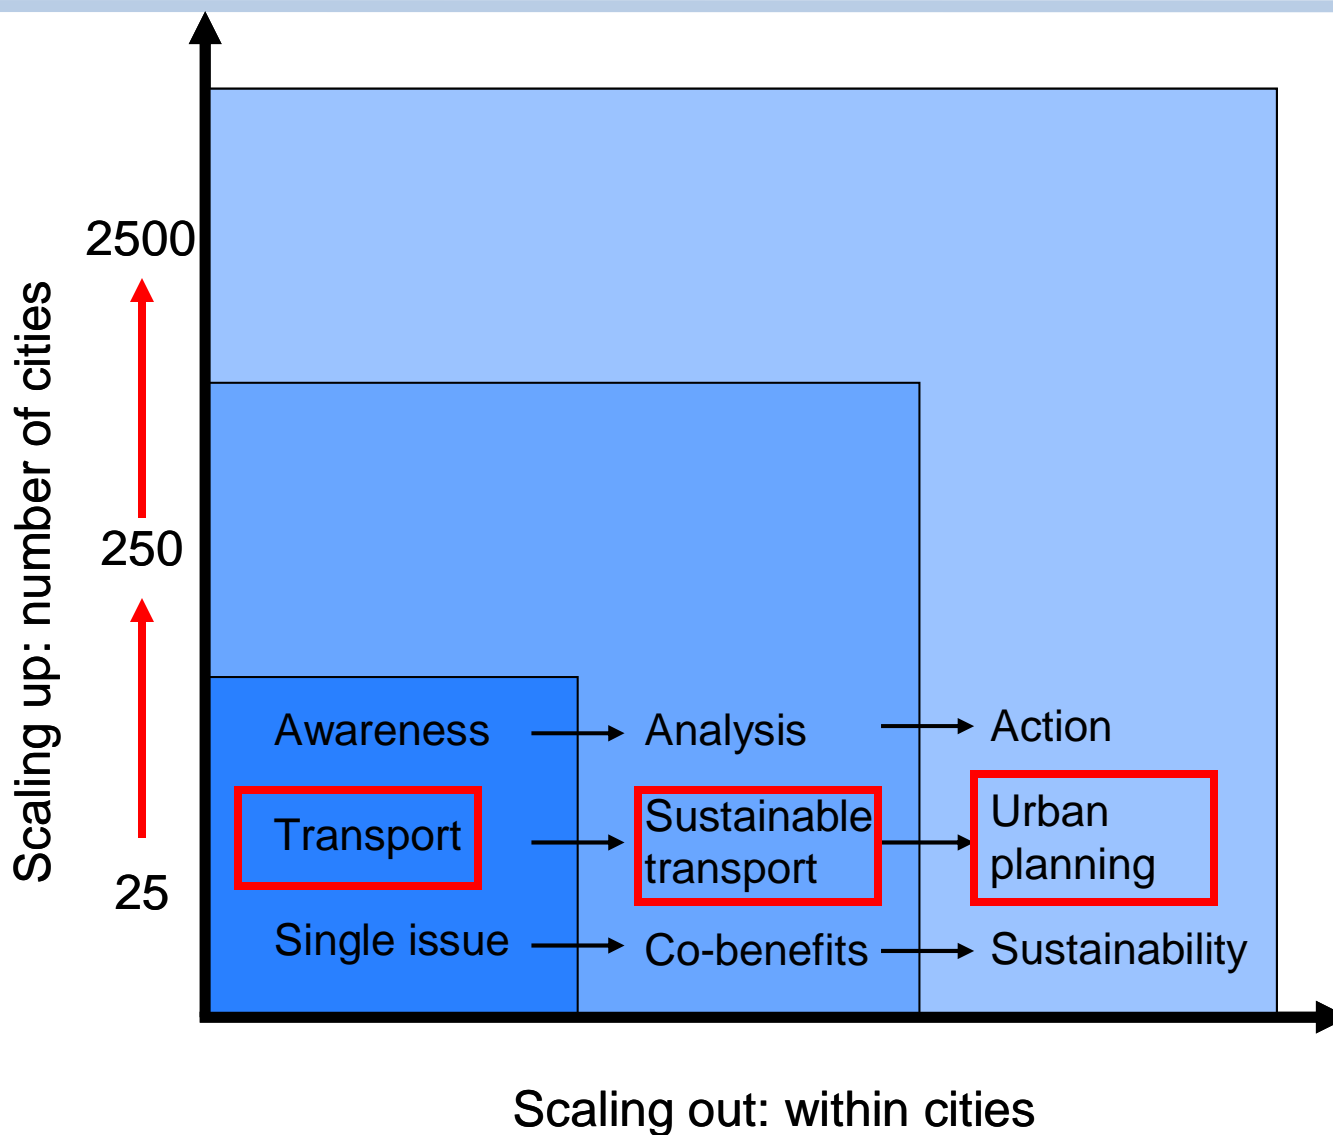 2500
250
25
Scaling up: number of cities
Awareness
Analysis
Action
Transport
Sustainable
transport
Urban
planning
Single issue
Co-benefits
Sustainability
Scaling out: within cities